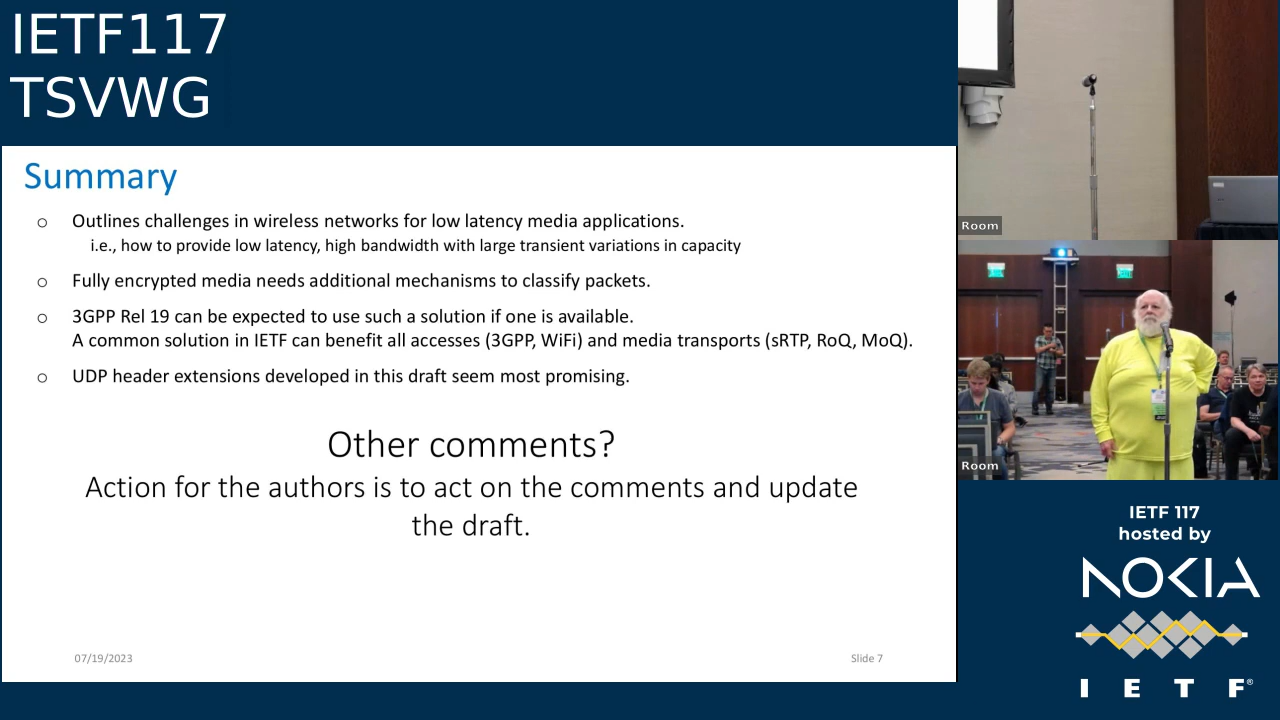 IETF117
TSVWG
Summary
o Outlines challenges in wireless networks for low latency media applications.
i.e., how to provide low latency, high bandwidth with large transient variations in capacity
o Fully encrypted media needs additional mechanisms to classify packets.
o 3GPP Rel 19 can be expected to use such a solution if one is available.
A common solution in IETF can benefit all accesses (3GPP, WiFi) and media transports (sRTP, RoQ, MoQ).
o UDP header extensions developed in this draft seem most promising.
Other comments?
Action for the authors is to act on the comments and update
the draft.
07/19/2023
Slide 7
Room
Room
IETF 117
hosted by
NOKIA
I E T F®